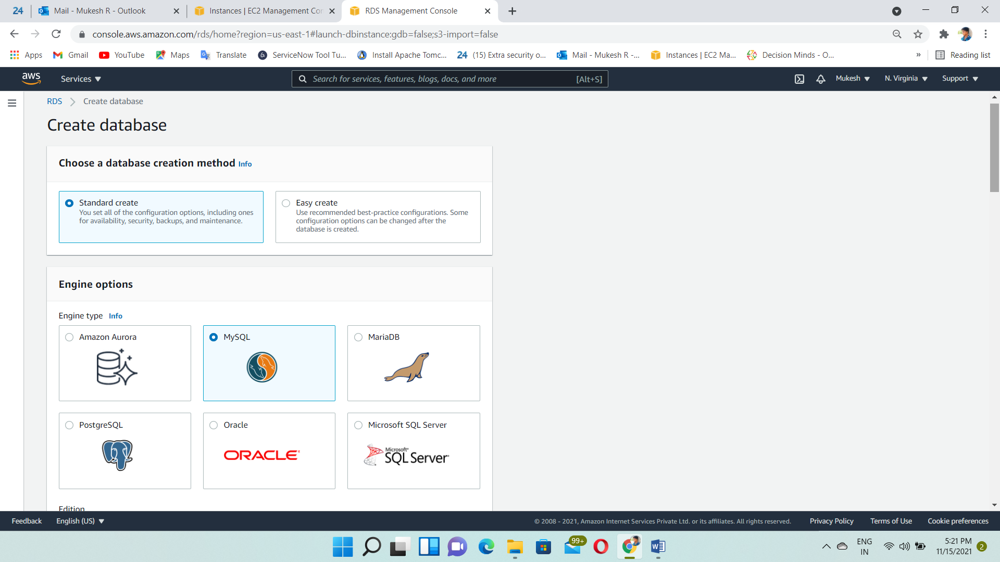 24
Mail - Mukesh R - Outlook
Instances | EC2 Management Con
RDS Management Console
console.aws.amazon.com/rds/home?region=us-east-1#launch-dbinstance:gdb=false;s3-import=false
Apps
Gmail
YouTube
Maps
Translate
ServiceNow Tool Tu...
Install Apache Tomc...
24 (15) Extra security o...
Mail - Mukesh R -...
Instances | EC2 Ma...
Decision Minds - O...
»
Reading list
aws
Services
Search for services, features, blogs, docs, and more
[Alt+S]
Mukesh
N. Virginia
Support
RDS
Create database
Create database
Choose a database creation method Info
Standard create
You set all of the configuration options, including ones
for availability, security, backups, and maintenance.
Easy create
Use recommended best-practice configurations. Some
configuration options can be changed after the
database is created.
Engine options
Engine type Info
Amazon Aurora
MySQL
MariaDB
PostgreSQL
Oracle
ORACLE
Microsoft SQL Server
Microsoft®
SQL Server
Edition
Feedback
English (US)
© 2008 - 2021, Amazon Internet Services Private Ltd. or its affiliates. All rights reserved.
Privacy Policy
Terms of Use
Cookie preferences
99+
ENG
IN
5:21 PM
11/15/2021
2